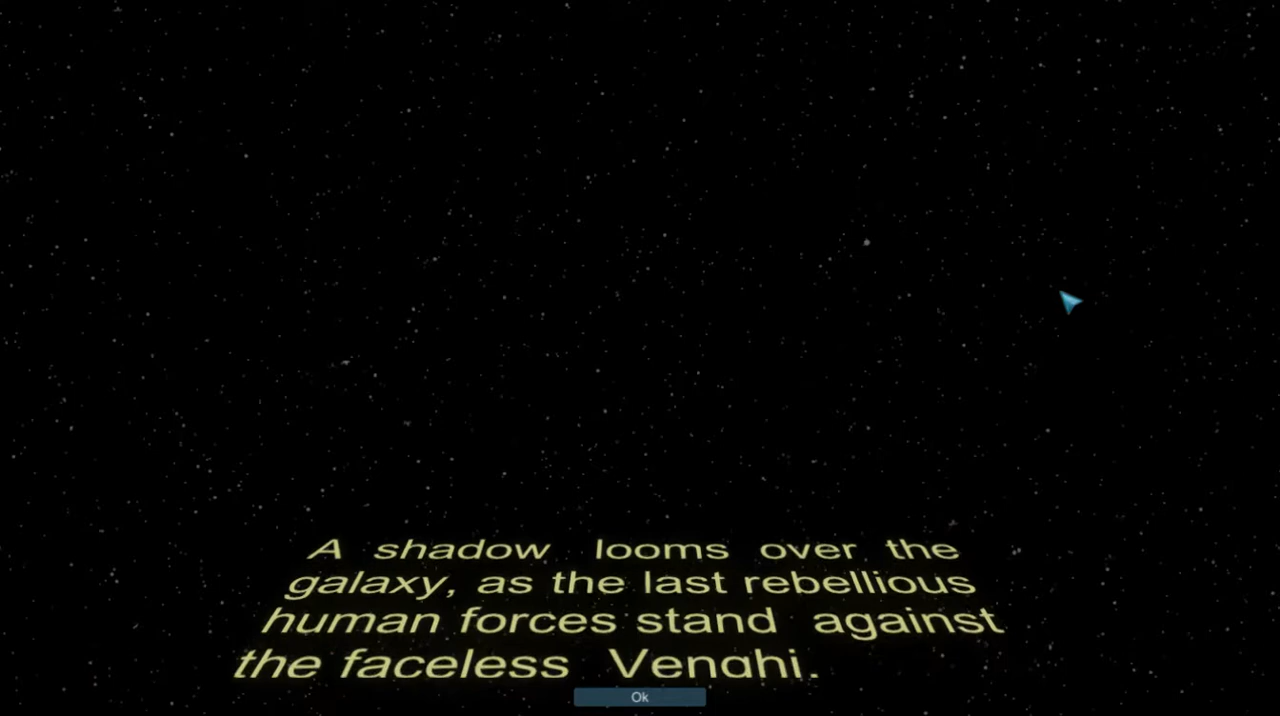 A shadow looms over the
galaxy, as the last rebellious
human forces stand against
the faceless Venghi.
Ok